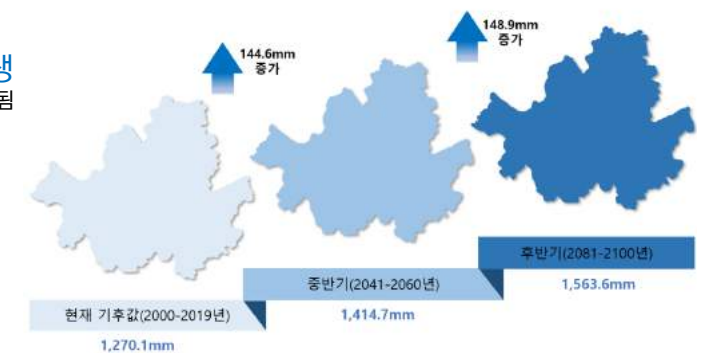 148.9mm
증가
144.6mm
증가
됨
후반기(2081-2100년)
중반기(2041-2060년)
1,563.6mm
현재 기후값(2000-2019년)
1,414.7mm
1,270.1mm